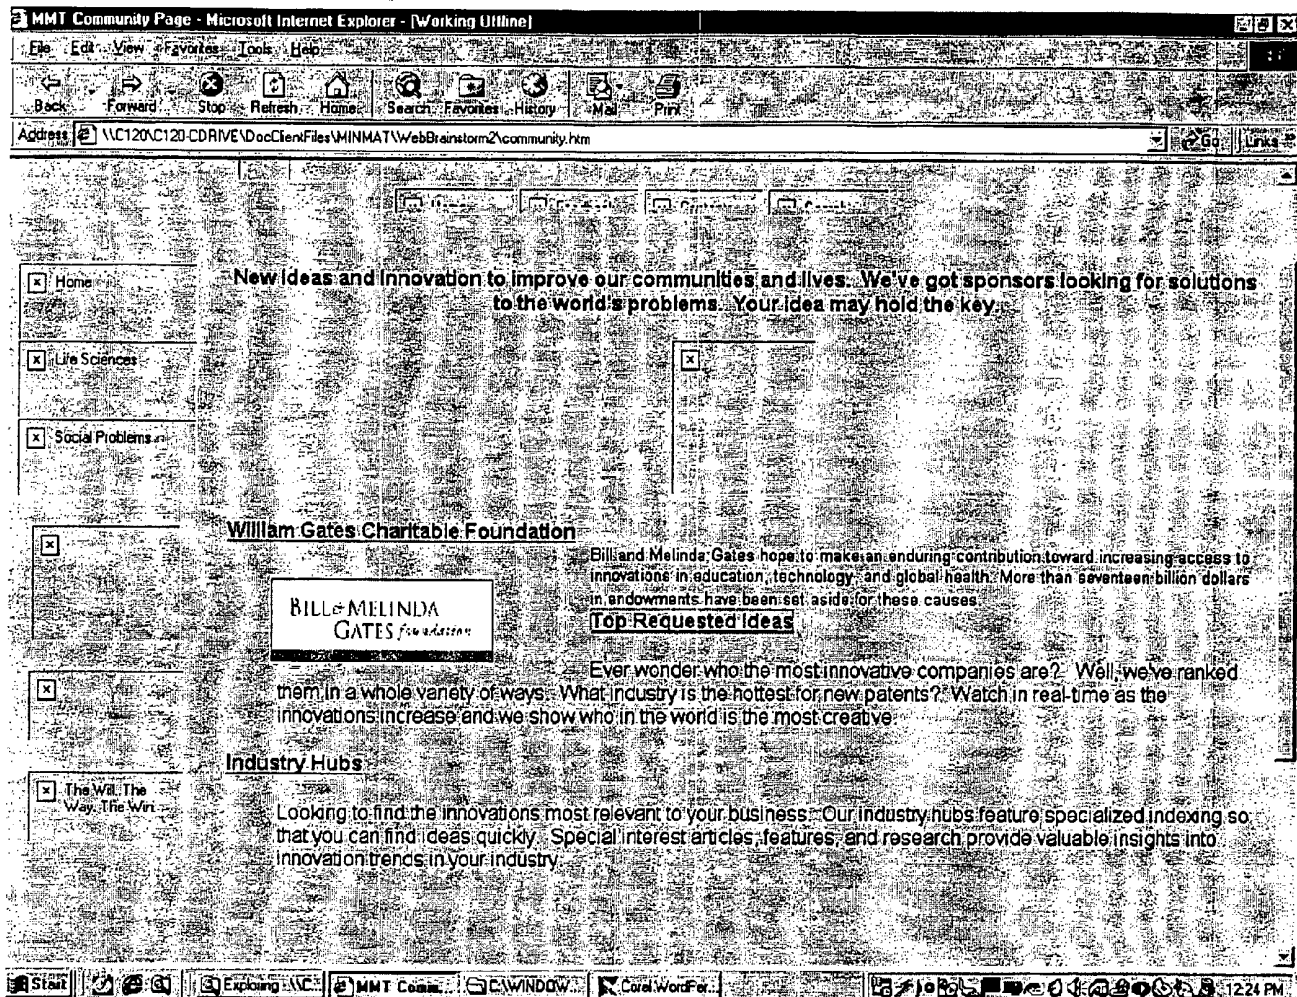 MMT Community Page - Microsoft Internet Explorer - [Working Offline]
File Edit View Favorites Tools Help
Back Forward Stop Refresh Home Search Favorites History Mail Print
Address \\C120\C120-CDRIVE\DocClientFiles\MINMAT\WebBrainstorm2\community.htm Go Links
Home
New Ideas and Innovation to improve our communities and lives. We've got sponsors looking for solutions
to the world's problems. Your idea may hold the key.
Life Sciences
Social Problems
William Gates Charitable Foundation
Bill and Melinda Gates hope to make an enduring contribution toward increasing access to
innovations in education, technology, and global health. More than seventeen billion dollars
in endowments have been set aside for these causes.
BILL & MELINDA
GATES foundation
Top Requested Ideas
Ever wonder who the most innovative companies are? Well, we've ranked
them in a whole variety of ways. What industry is the hottest for new patents? Watch in real-time as the
innovations increase and we show who in the world is the most creative.
Industry Hubs
The Will. The
Way. The Win.
Looking to find the innovations most relevant to your business? Our industry hubs feature specialized indexing so
that you can find ideas quickly. Special interest articles, features, and research provide valuable insights into
innovation trends in your industry.
Start Exploring - \\C... MMT Comm... C:\WINDOW... Corel WordPer... 12:24 PM